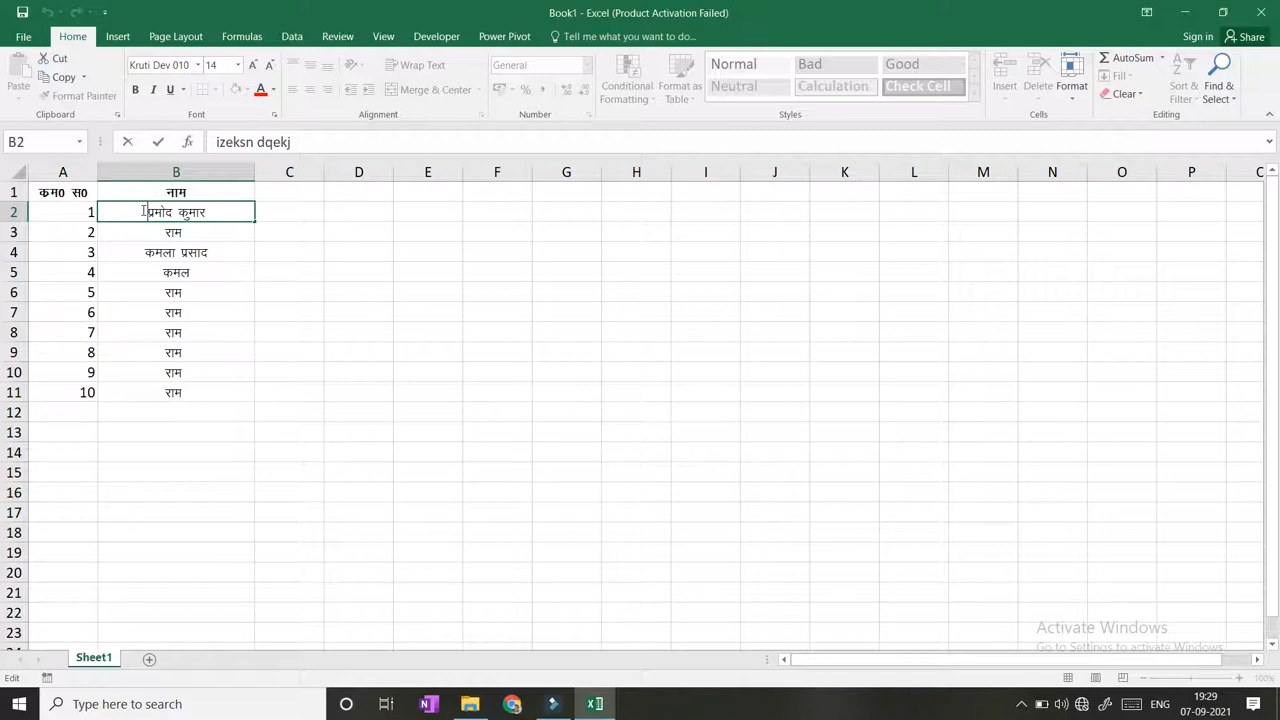 Book1 - Excel (Product Activation Failed)
File Home Insert Page Layout Formulas Data Review View Developer Power Pivot Tell me what you want to do... Sign in Share
Paste Cut Copy Format Painter
Kruti Dev 010 14 B I U A
Wrap Text Merge & Center
General % ,
Conditional Formatting Format as Table
Normal Bad Good
Neutral Calculation Check Cell
Insert Delete Format
AutoSum Fill Clear
Sort & Filter Find & Select
Clipboard Font Alignment Number Styles Cells Editing
B2 fx izeksn dqekj
A B C D E F G H I J K L M N O P Q
1 कम0 स0 नाम
2 1 प्रमोद कुमार
3 2 राम
4 3 कमला प्रसाद
5 4 कमल
6 5 राम
7 6 राम
8 7 राम
9 8 राम
10 9 राम
11 10 राम
12
13
14
15
16
17
18
19
20
21
22
23
Activate Windows
Go to Settings to activate Windows.
Sheet1
Edit 100%
Type here to search
ENG 19:29
07-09-2021